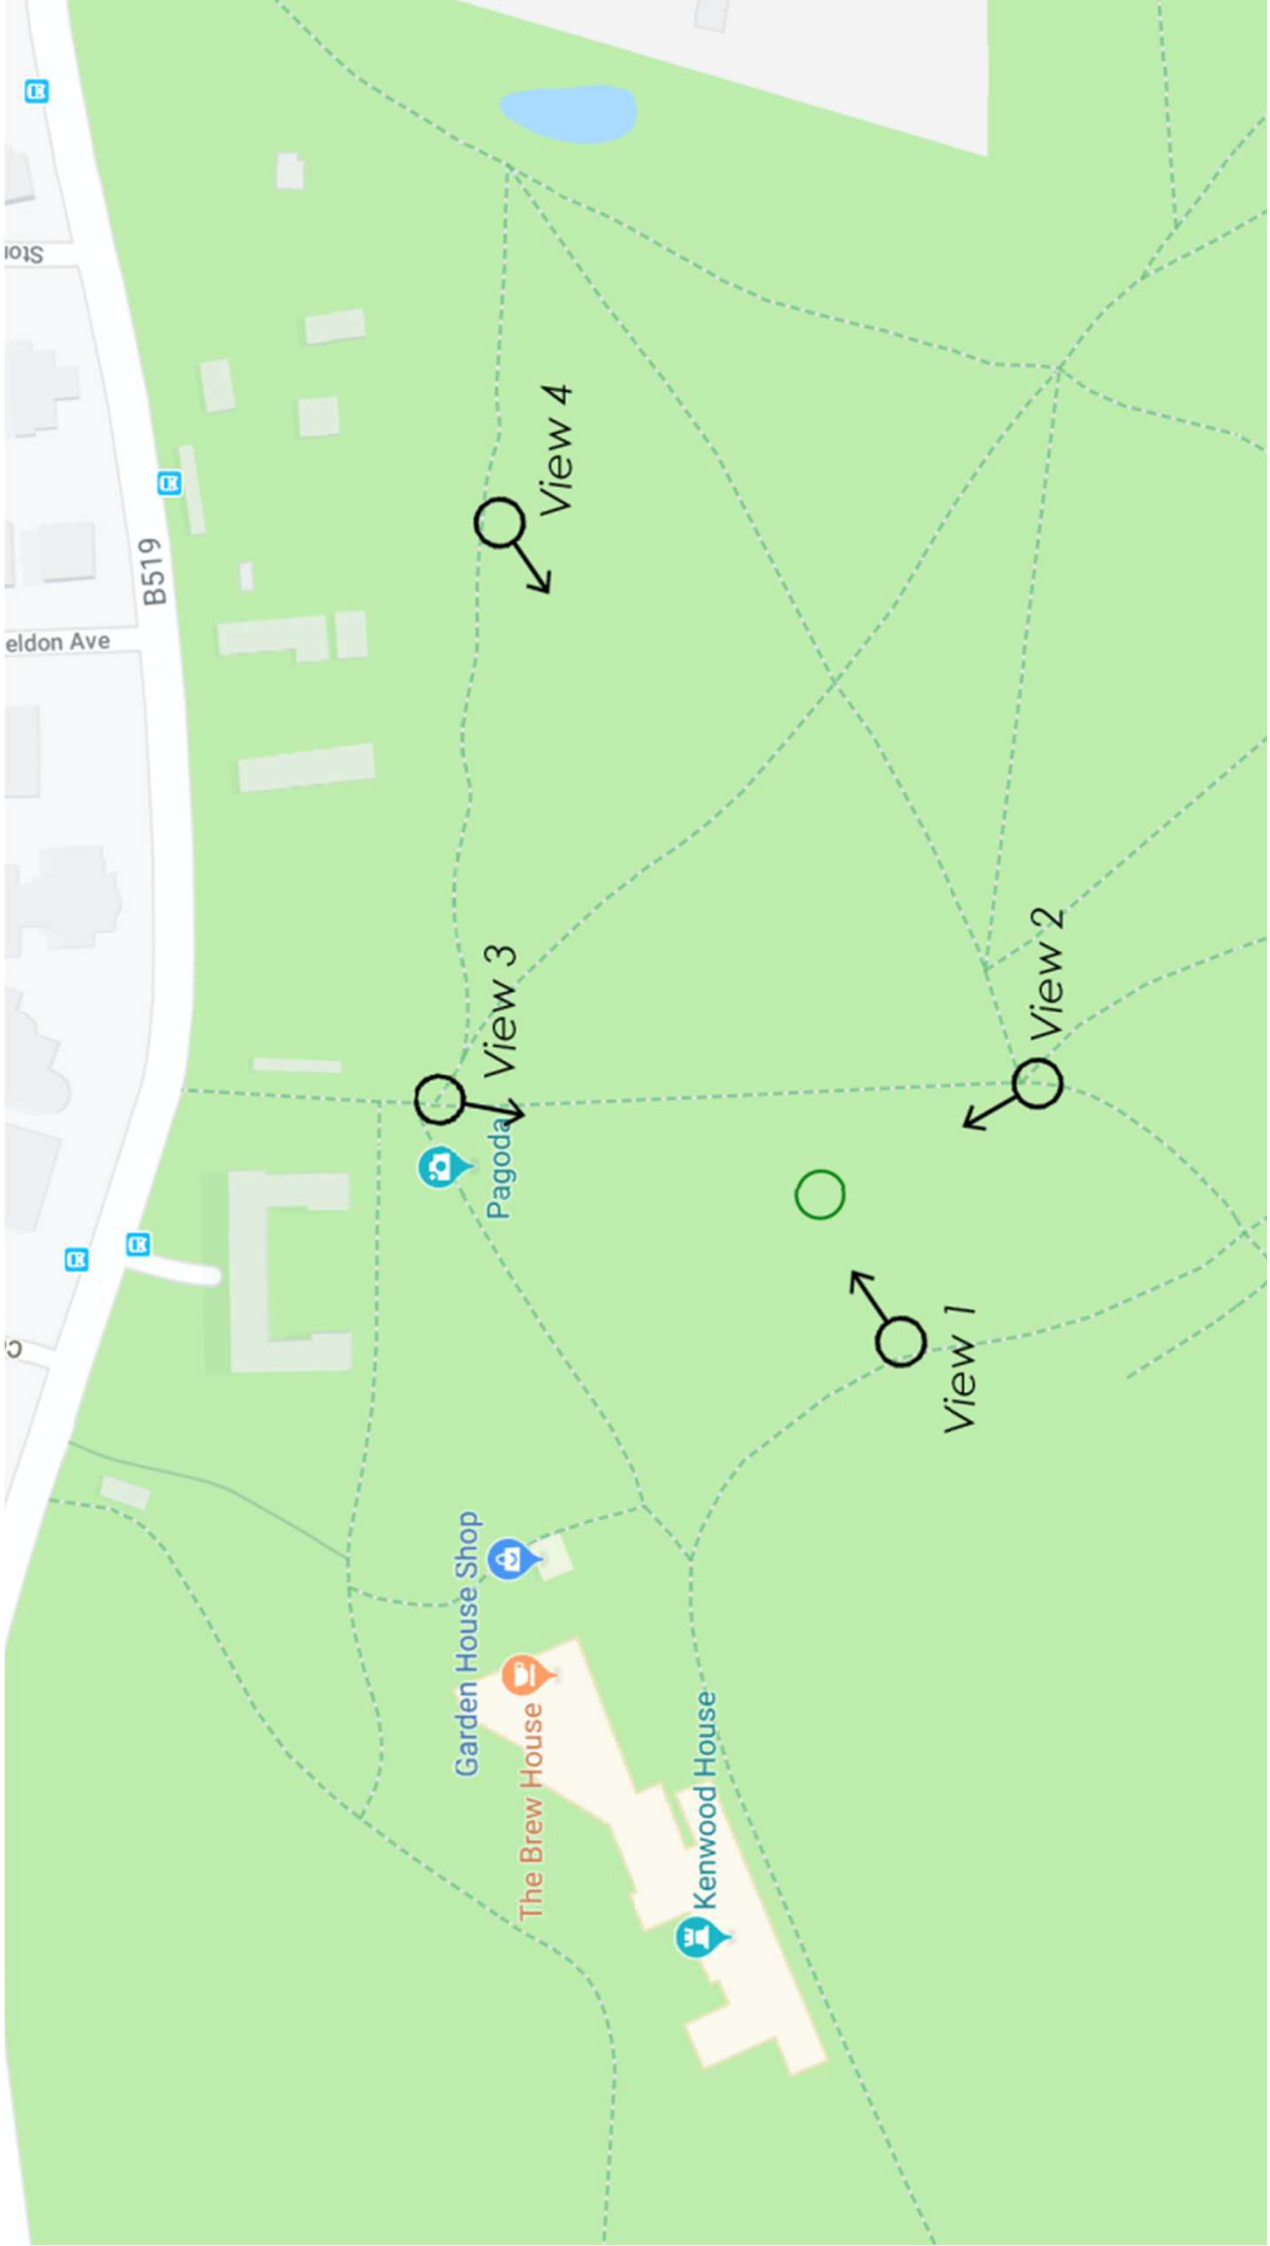 Kenwood House
The Brew House
Garden House Shop
Pagoda
View 1
View 2
View 3
View 4
B519
eldon Ave